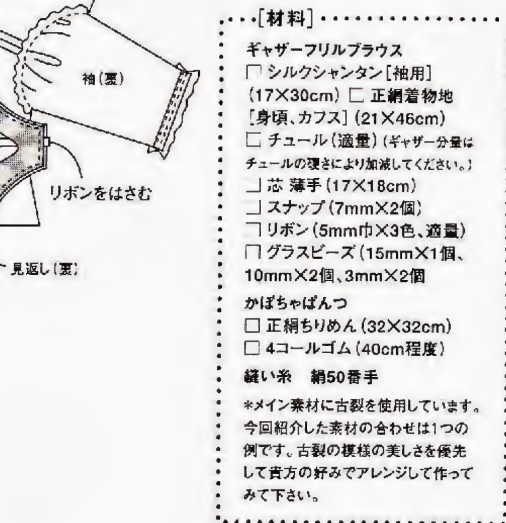 袖(裏)
リボンをはさむ
見返し(裏)
[材料]
ギャザーフリルブラウス
□ シルクシャンタン[袖用]
(17×30cm) □ 正絹着物地
[身頃、カフス] (21×46cm)
□ チュール(適量) (ギャザー分量は
チュールの硬さにより加減してください。)
□ 芯 薄手(17×18cm)
□ スナップ(7mm×2個)
□ リボン(5mm巾×3色、適量)
□ グラスビーズ(15mm×1個、
10mm×2個、3mm×2個
かぼちゃぱんつ
□ 正絹ちりめん(32×32cm)
□ 4コールゴム(40cm程度)
縫い糸 絹50番手
*メイン素材に古裂を使用しています。
今回紹介した素材の合わせは1つの
例です。古裂の模様の美しさを優先
して貴方の好みでアレンジして作って
みて下さい。